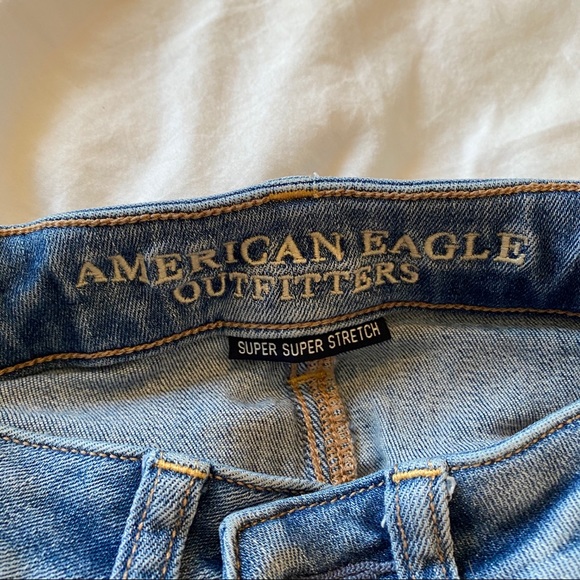 AMERICAN EAGLE
OUTFITTERS
SUPER SUPER STRETCH